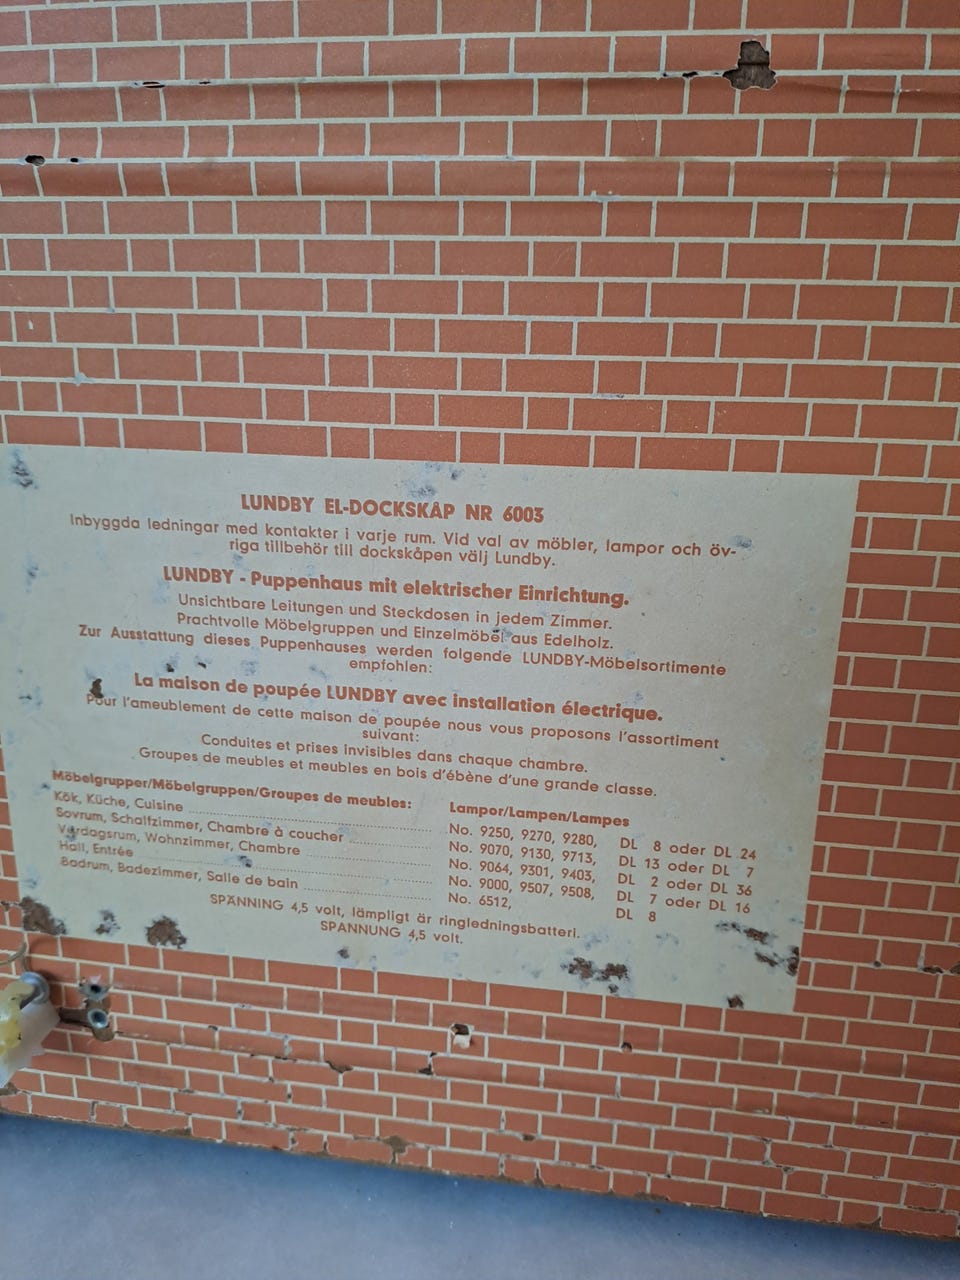 LUNDBY EL-DOCKSKÅP NR 6003
Inbyggda ledningar med kontakter i varje rum. Vid val av möbler, lampor och öv-
riga tillbehör till dockskåpen välj Lundby.
LUNDBY - Puppenhaus mit elektrischer Einrichtung.
Unsichtbare Leitungen und Steckdosen in jedem Zimmer.
Prachtvolle Möbelgruppen und Einzelmöbel aus Edelholz.
Zur Ausstattung dieses Puppenhauses werden folgende LUNDBY-Möbelsortimente
empfohlen:
La maison de poupée LUNDBY avec installation électrique.
Pour l'ameublement de cette maison de poupée nous vous proposons l'assortiment
suivant:
Conduites et prises invisibles dans chaque chambre.
Groupes de meubles et meubles en bois d'ébène d'une grande classe.
Möbelgrupper/Möbelgruppen/Groupes de meubles: Lampor/Lampen/Lampes
Kök, Küche, Cuisine No. 9250, 9270, 9280, DL 8 oder DL 24
Sovrum, Schalfzimmer, Chambre à coucher No. 9070, 9130, 9713, DL 13 oder DL 7
Vardagsrum, Wohnzimmer, Chambre No. 9064, 9301, 9403, DL 2 oder DL 36
Hall, Entrée No. 9000, 9507, 9508, DL 7 oder DL 16
Badrum, Badezimmer, Salle de bain No. 6512, DL 8
SPÄNNING 4,5 volt, lämpligt är ringledningsbatteri.
SPANNUNG 4,5 volt.